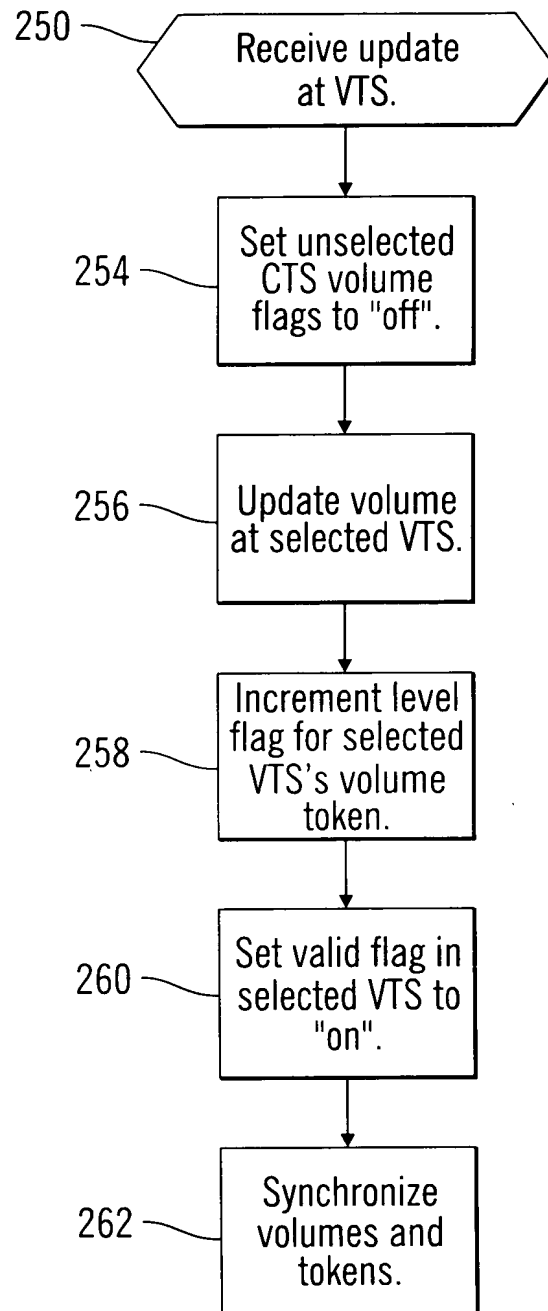 250
Receive update
at VTS.
254
Set unselected
CTS volume
flags to "off".
256
Update volume
at selected VTS.
258
Increment level
flag for selected
VTS's volume
token.
260
Set valid flag in
selected VTS to
"on".
262
Synchronize
volumes and
tokens.